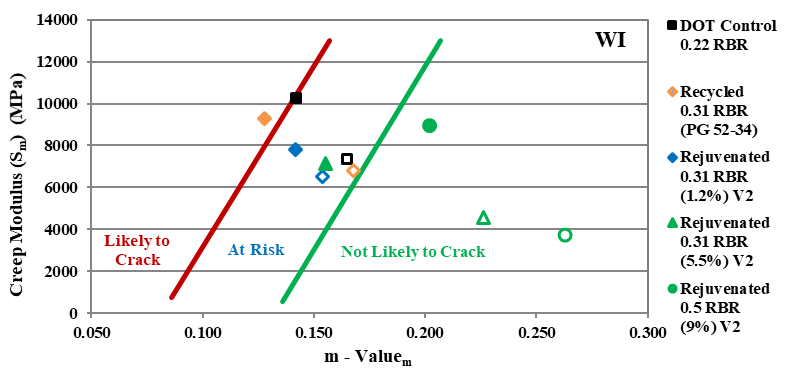 14000
12000
10000
8000
6000
4000
2000
0
Creep Modulus (Sm) (MPa)
WI
Likely to
Crack
At Risk
Not Likely to Crack
0.050
0.100
0.150
0.200
0.250
0.300
m - Valuem
DOT Control
0.22 RBR
Recycled
0.31 RBR
(PG 52-34)
Rejuvenated
0.31 RBR
(1.2%) V2
Rejuvenated
0.31 RBR
(5.5%) V2
Rejuvenated
0.5 RBR
(9%) V2